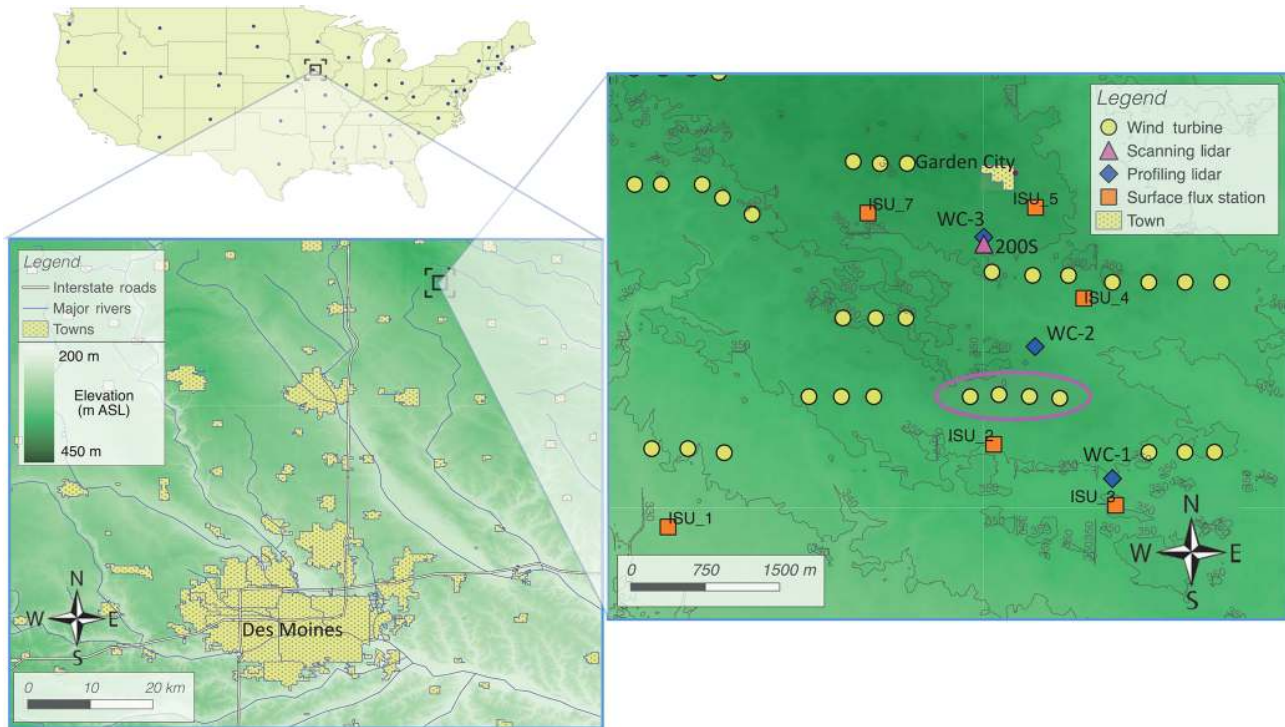 Legend
Interstate roads
Major rivers
Towns
200 m
Elevation
(m ASL)
450 m
Des Moines
N
W E
S
0 10 20 km
Legend
Wind turbine
Scanning lidar
Profiling lidar
Surface flux station
Town
Garden City
ISU_7
ISU_5
WC-3
200S
ISU_4
WC-2
ISU_2
WC-1
ISU_3
ISU_1
N
W E
S
0 750 1500 m